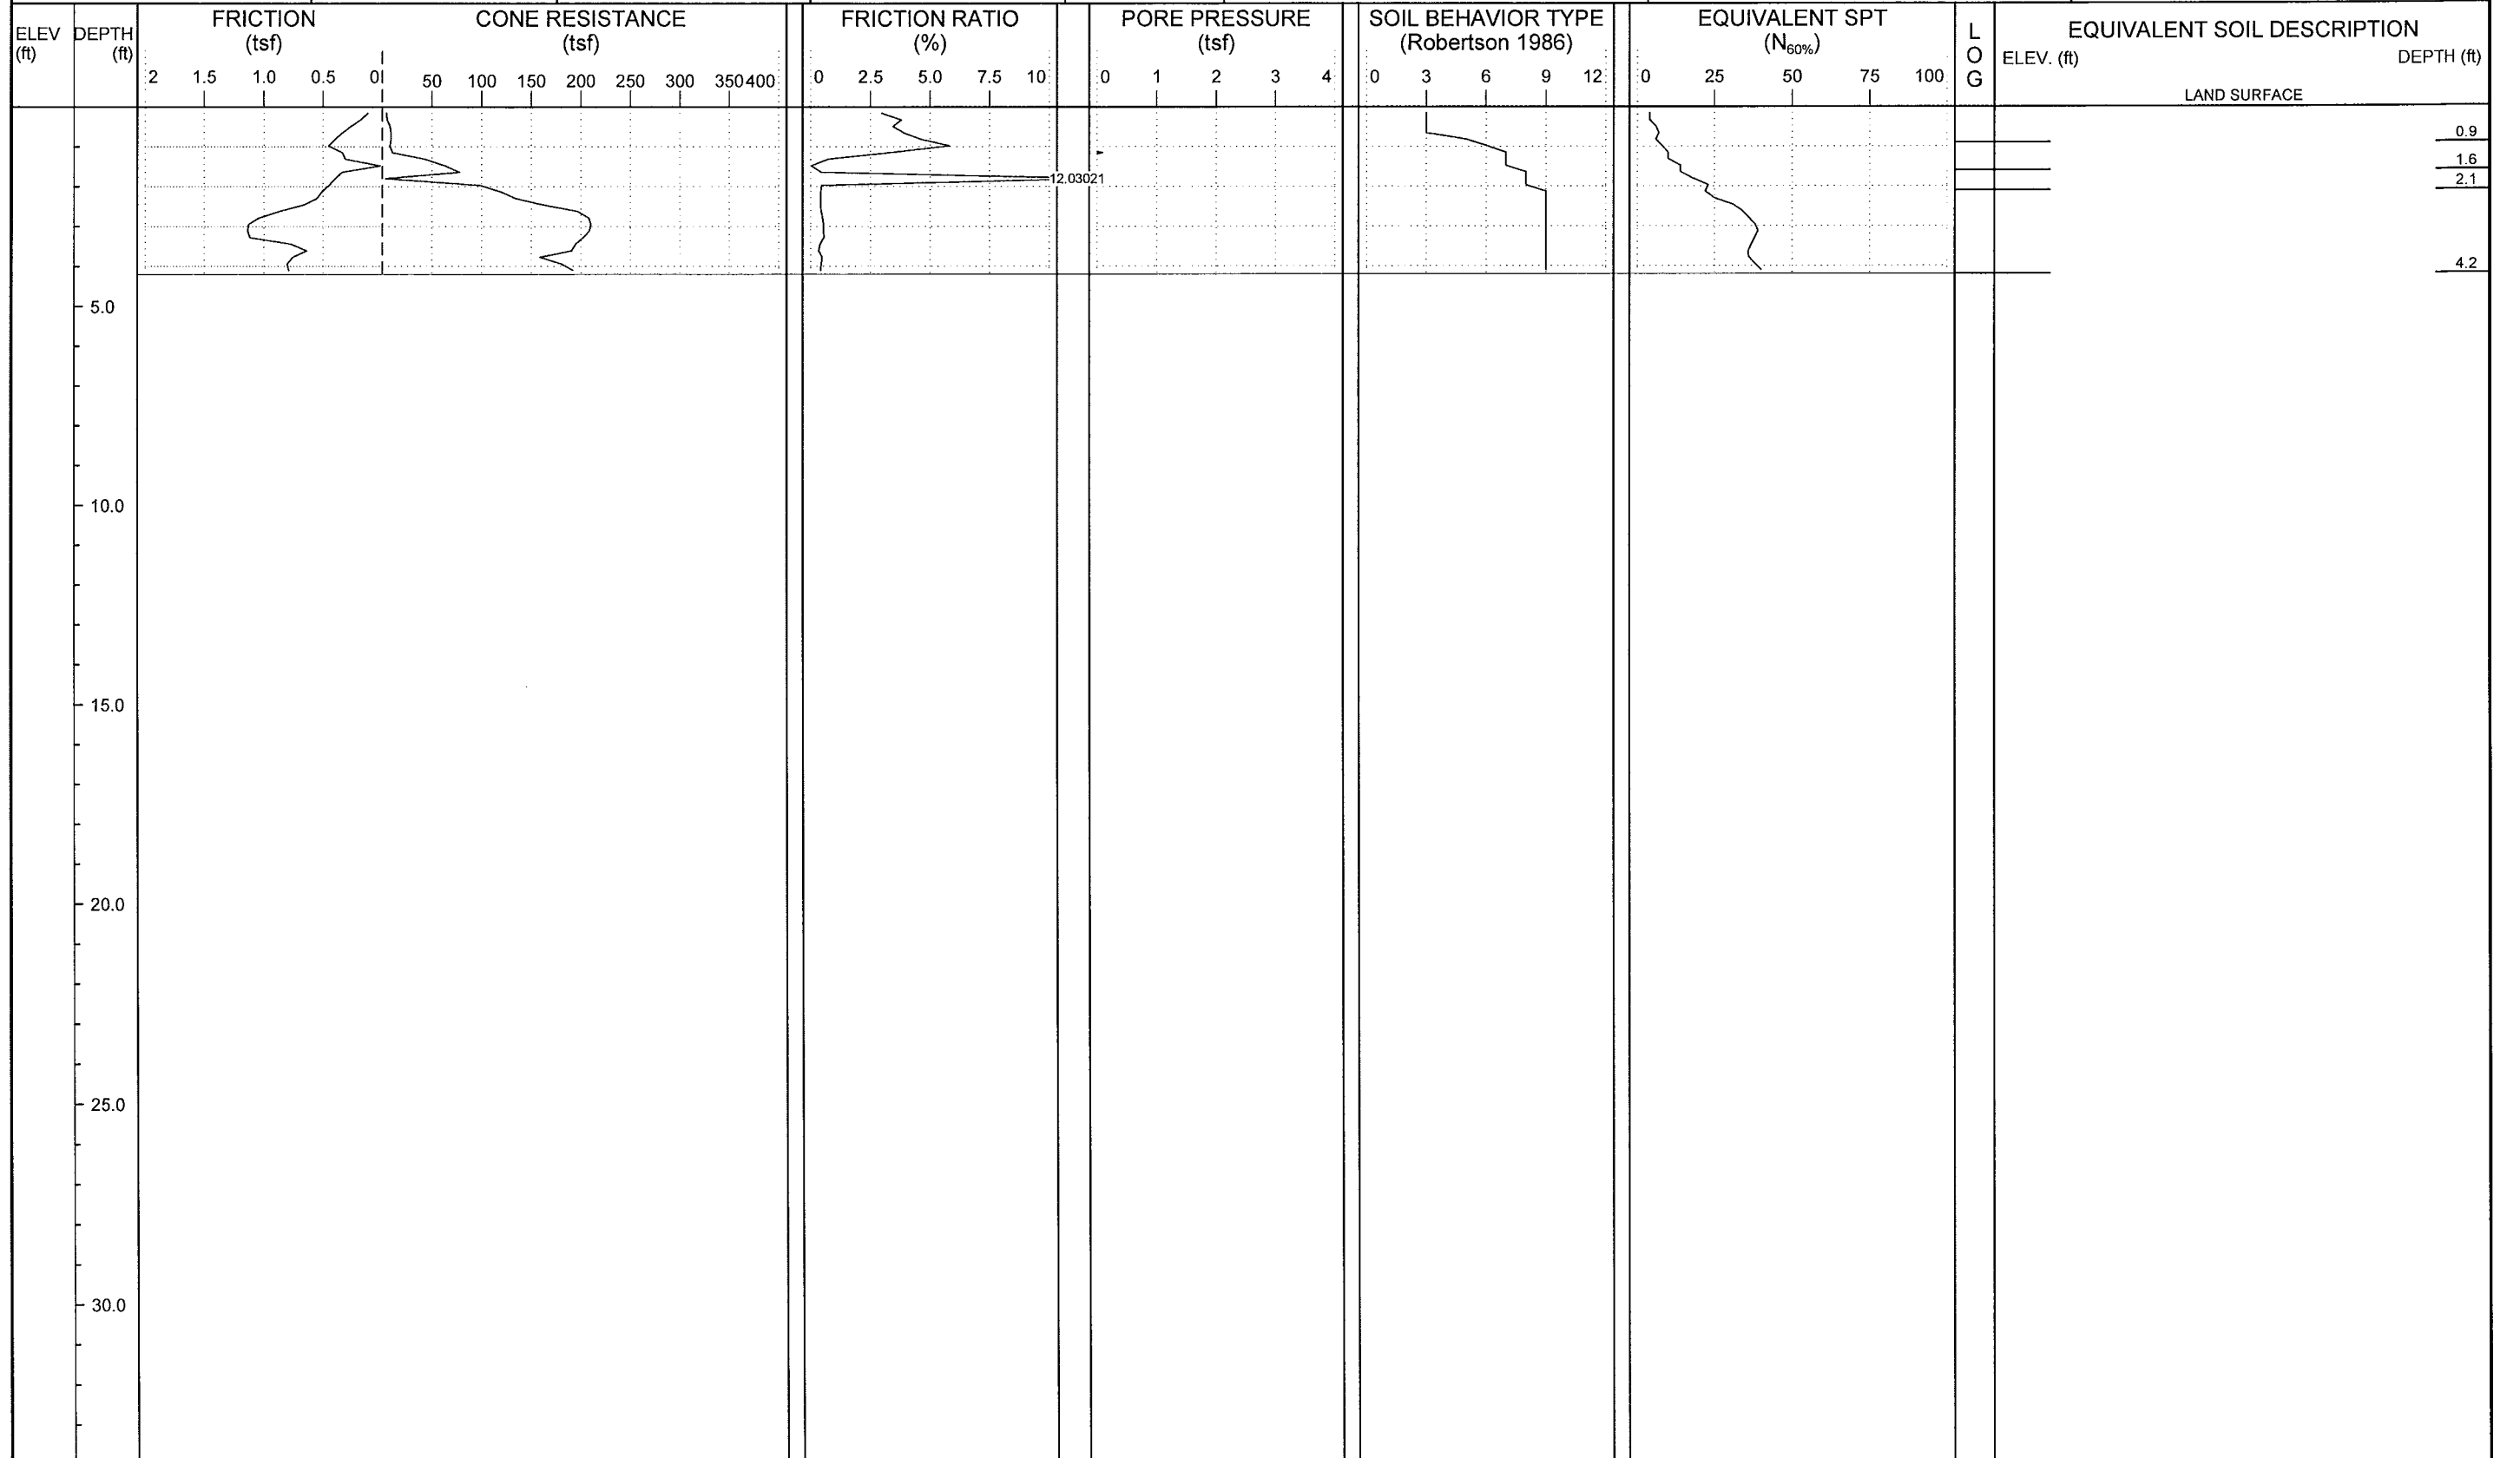 ELEV
(ft)
DEPTH
(ft)
FRICTION
(tsf)
2 1.5 1.0 0.5 0
CONE RESISTANCE
(tsf)
50 100 150 200 250 300 350 400
FRICTION RATIO
(%)
0 2.5 5.0 7.5 10
PORE PRESSURE
(tsf)
0 1 2 3 4
SOIL BEHAVIOR TYPE
(Robertson 1986)
0 3 6 9 12
EQUIVALENT SPT
(N60%)
0 25 50 75 100
L
O
G
EQUIVALENT SOIL DESCRIPTION
ELEV. (ft) DEPTH (ft)
LAND SURFACE
0.9
1.6
12.03021
2.1
4.2
5.0
10.0
15.0
20.0
25.0
30.0